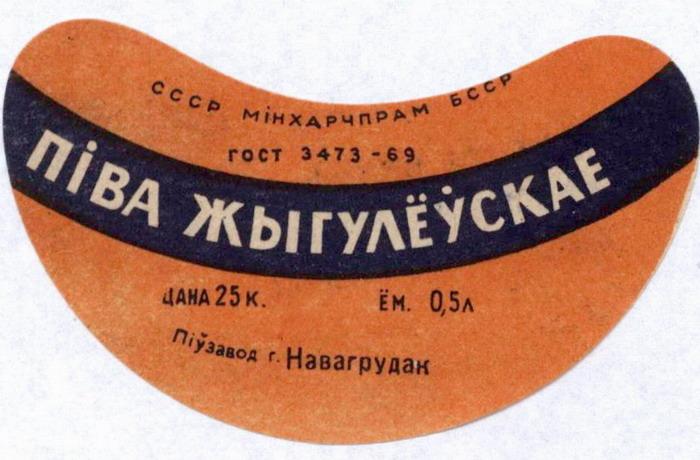 СССР МІНХАРЧПРАМ БССР
ГОСТ 3473-69
ПІВА ЖЫГУЛЁЎСКАЕ
ЦАНА 25 К. ЁМ. 0,5Л
Піўзавод г. Навагрудак